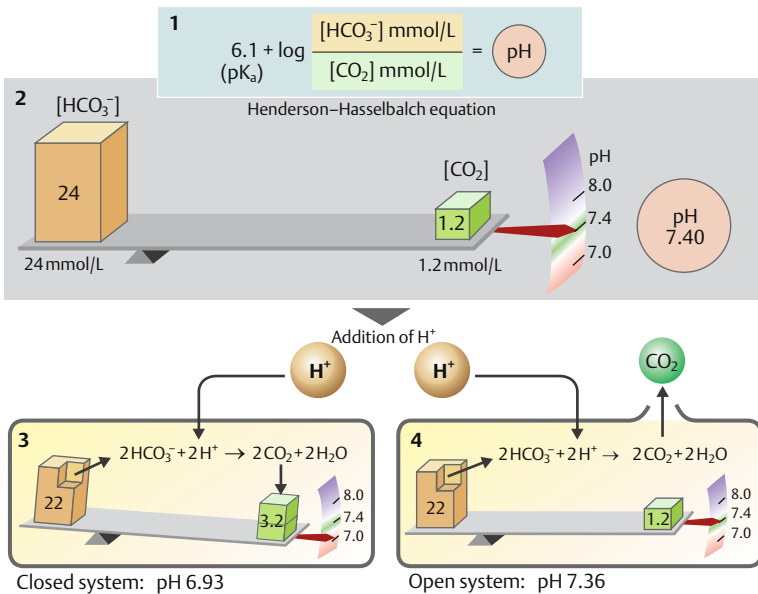 1
6.1 + log [HCO₃⁻] mmol/L / [CO₂] mmol/L = pH
(pKₐ)
Henderson–Hasselbalch equation
2
[HCO₃⁻]
24
24 mmol/L
[CO₂]
1.2
1.2 mmol/L
pH
8.0
7.4
7.0
pH
7.40
Addition of H⁺
H⁺
H⁺
CO₂
3
2HCO₃⁻ + 2H⁺ → 2CO₂ + 2H₂O
22
3.2
8.0
7.4
7.0
Closed system: pH 6.93
4
2HCO₃⁻ + 2H⁺ → 2CO₂ + 2H₂O
22
1.2
8.0
7.4
7.0
Open system: pH 7.36